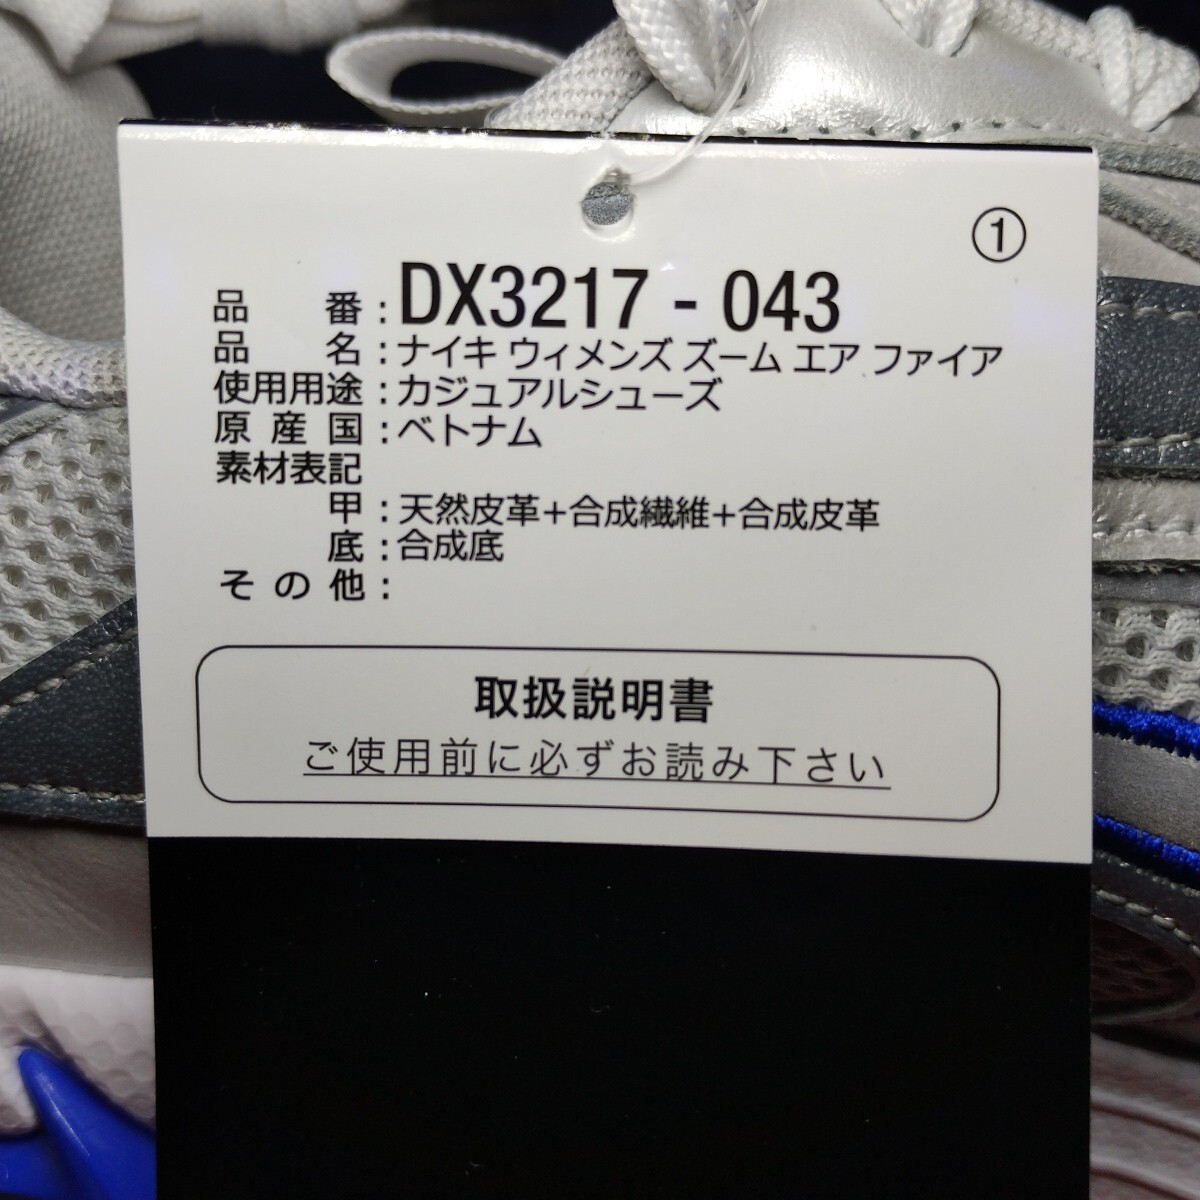 ①
品番:DX3217-043
品名:ナイキ ウィメンズ ズーム エア ファイア
使用用途:カジュアルシューズ
原産国:ベトナム
素材表記
甲:天然皮革+合成繊維+合成皮革
底:合成底
その他:
取扱説明書
ご使用前に必ずお読み下さい